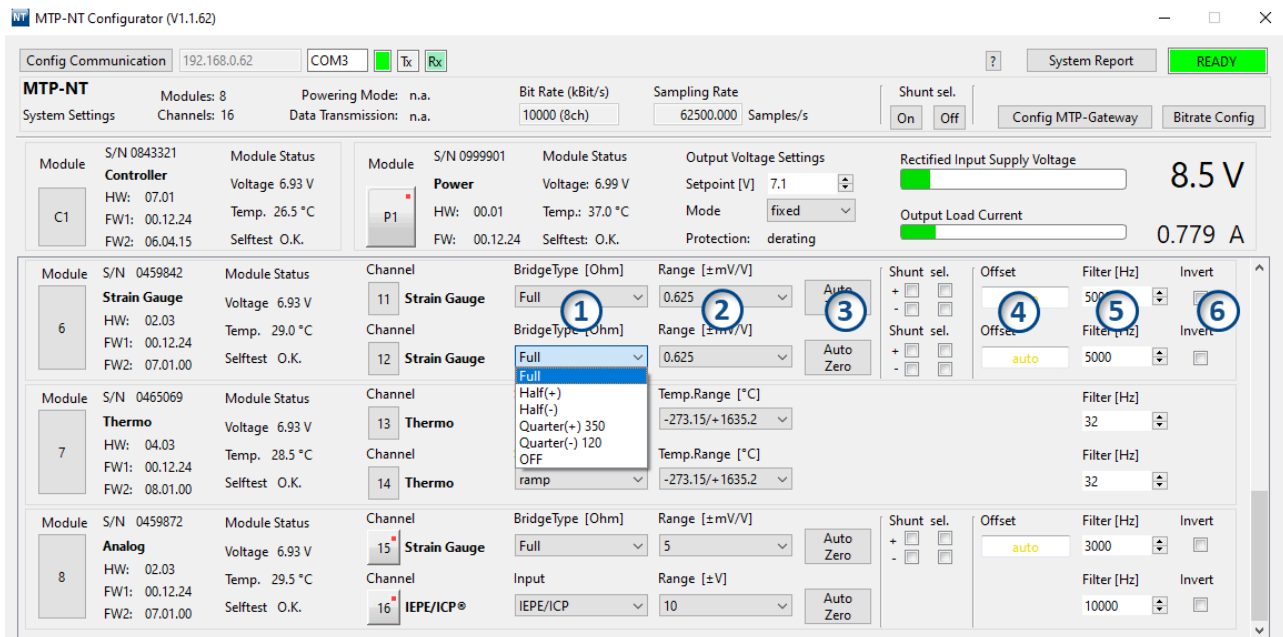 NT MTP-NT Configurator (V1.1.62)
Config Communication 192.168.0.62 COM3 Tx Rx ? System Report READY
MTP-NT Modules: 8 Powering Mode: n.a. Bit Rate (kBit/s) Sampling Rate Shunt sel.
System Settings Channels: 16 Data Transmission: n.a. 10000 (8ch) 62500.000 Samples/s On Off Config MTP-Gateway Bitrate Config
Module S/N 0843321 Module Status
Controller Voltage 6.93 V
HW: 07.01
C1 FW1: 00.12.24 Temp. 26.5 °C
FW2: 06.04.15 Selftest O.K.
Module S/N 0999901 Module Status Output Voltage Settings
Power Voltage: 6.99 V Setpoint [V] 7.1
P1 HW: 00.01 Temp.: 37.0 °C Mode fixed
FW: 00.12.24 Selftest: O.K. Protection: derating
Rectified Input Supply Voltage 8.5 V
Output Load Current 0.779 A
Module S/N 0459842 Module Status Channel BridgeType [Ohm] Range [±mV/V] Shunt sel. Offset Filter [Hz] Invert
Strain Gauge Voltage 6.93 V 11 Strain Gauge Full 0.625 Auto + -
1 2 3 4 5 6
6 HW: 02.03 Temp. 29.0 °C Channel BridgeType [Ohm] Range [±mV/V] Shunt sel. Offset Filter [Hz] Invert
FW1: 00.12.24 12 Strain Gauge Full 0.625 Auto Zero + - auto 5000
FW2: 07.01.00 Selftest O.K.
Full
Half(+)
Half(-)
Quarter(+) 350
Quarter(-) 120
OFF
Module S/N 0465069 Module Status Channel Temp.Range [°C] Filter [Hz]
Thermo Voltage 6.93 V 13 Thermo -273.15/+1635.2 32
7 HW: 04.03 Temp. 28.5 °C Channel Temp.Range [°C] Filter [Hz]
FW1: 00.12.24 14 Thermo ramp -273.15/+1635.2 32
FW2: 08.01.00 Selftest O.K.
Module S/N 0459872 Module Status Channel BridgeType [Ohm] Range [±mV/V] Shunt sel. Offset Filter [Hz] Invert
Analog Voltage 6.93 V 15 Strain Gauge Full 5 Auto Zero + - auto 3000
8 HW: 02.03 Temp. 29.5 °C Channel Input Range [±V] Filter [Hz] Invert
FW1: 00.12.24 16 IEPE/ICP® IEPE/ICP 10 Auto Zero 10000
FW2: 07.01.00 Selftest O.K.